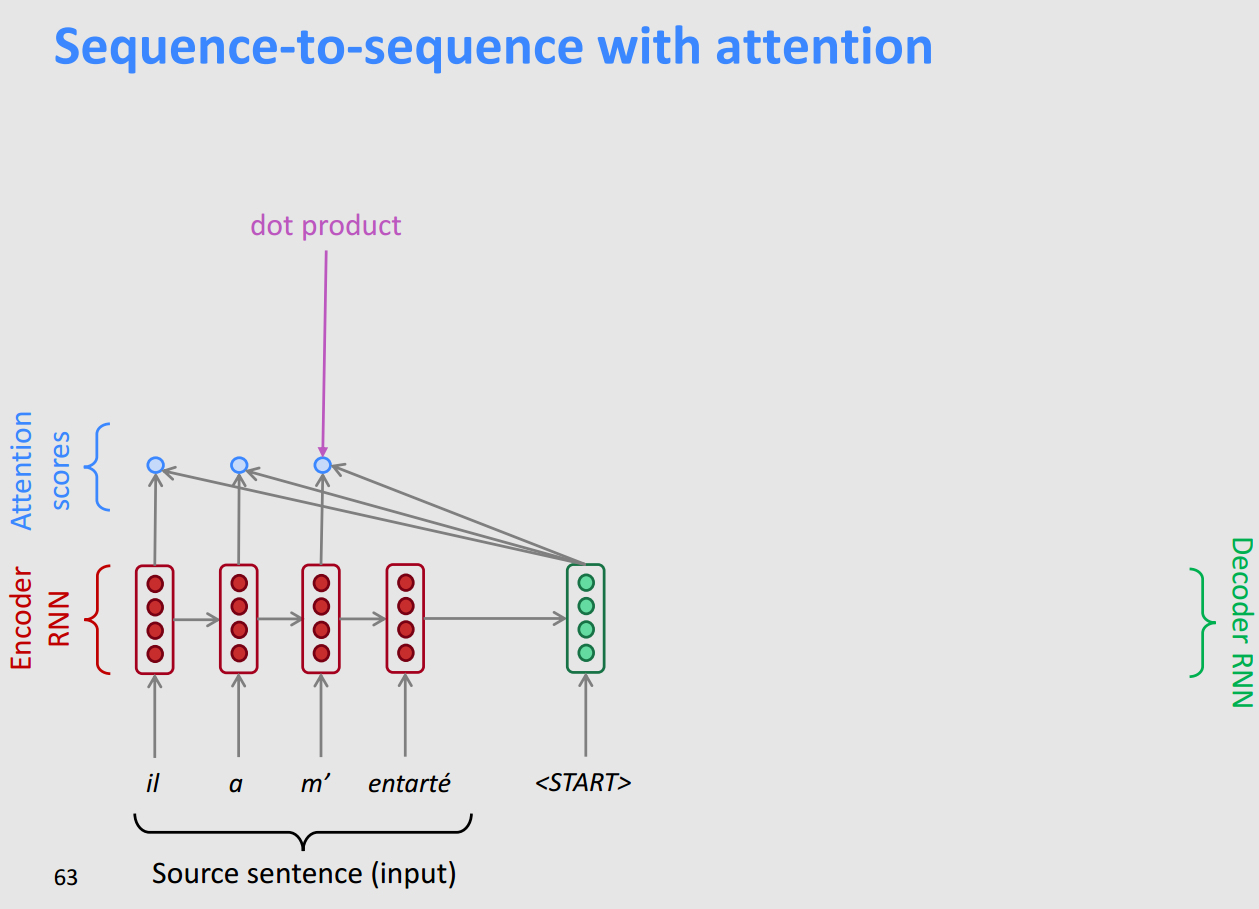 Sequence-to-sequence with attention
dot product
Attention
scores
Encoder
RNN
Decoder RNN
il
a
m’
entarté
<START>
Source sentence (input)
63